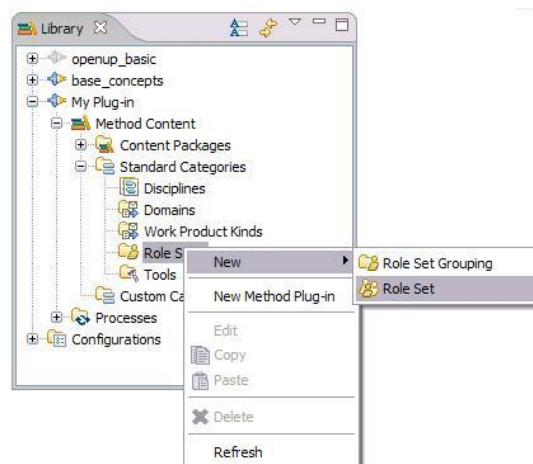 Library
openup_basic
base_concepts
My Plug-in
Method Content
Content Packages
Standard Categories
Disciplines
Domains
Work Product Kinds
Role S
Tools
Custom Ca
Processes
Configurations
New
New Method Plug-in
Edit
Copy
Paste
Delete
Refresh
Role Set Grouping
Role Set